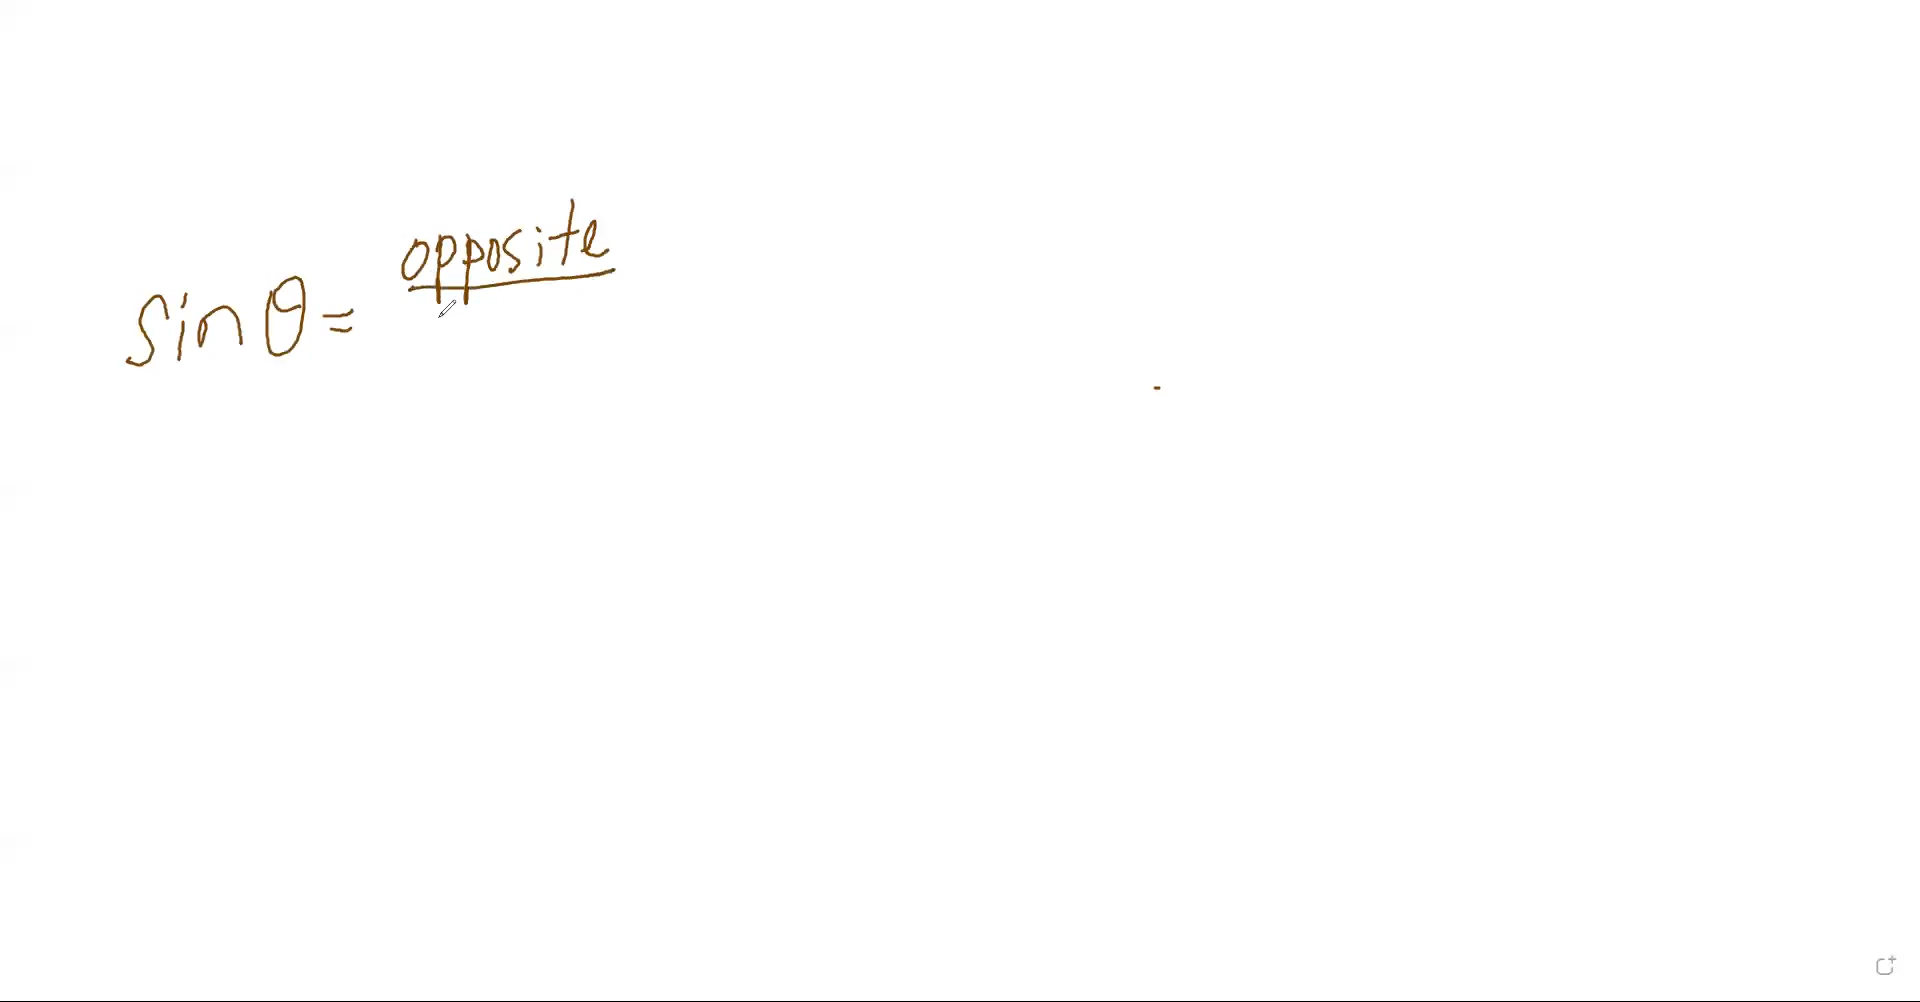 sin θ = opposite